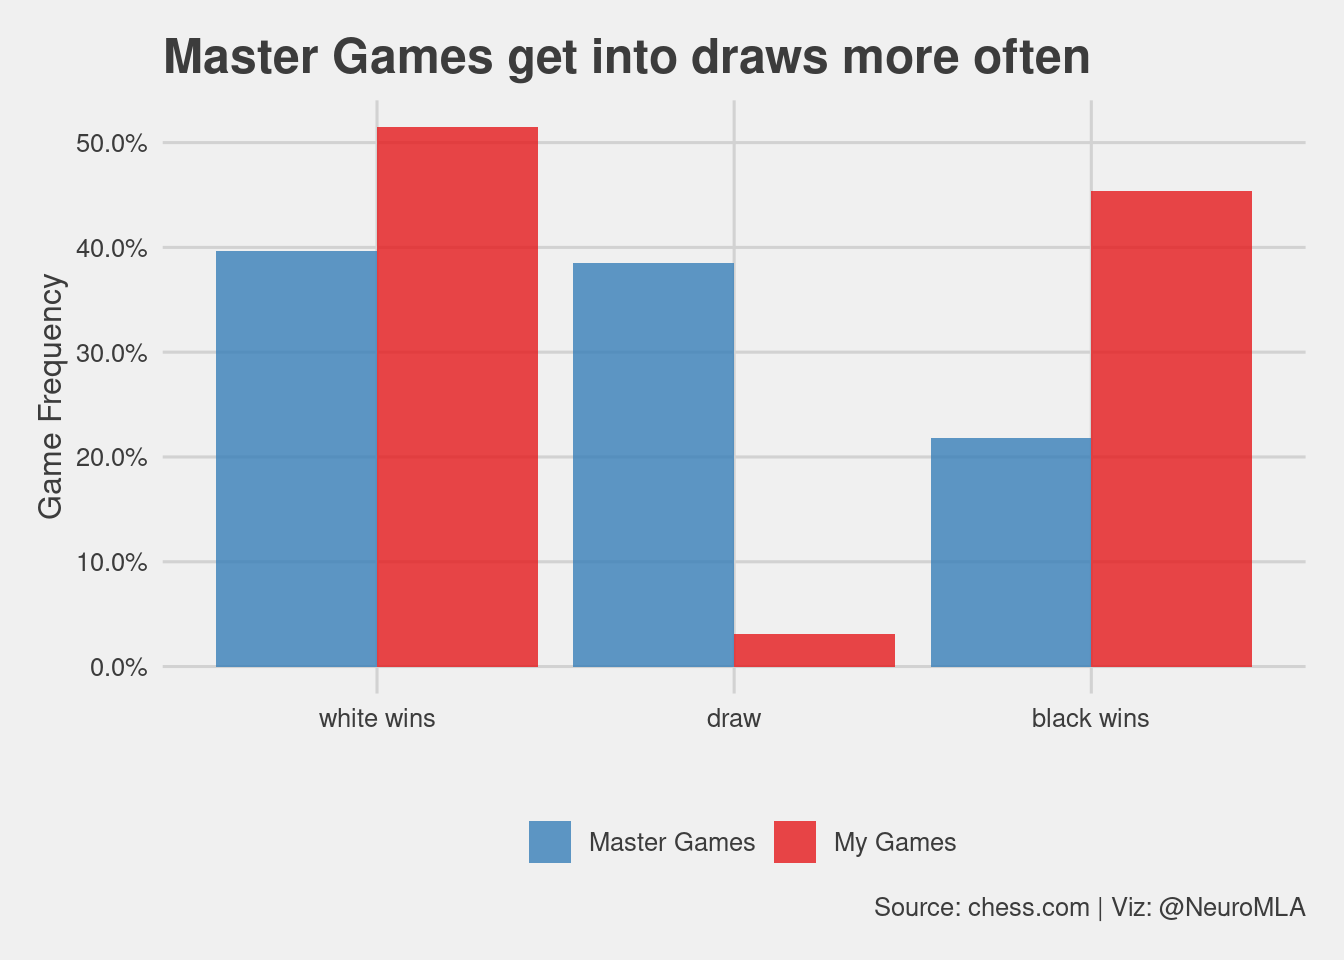 Master Games get into draws more often
Game Frequency
50.0%
40.0%
30.0%
20.0%
10.0%
0.0%
white wins
draw
black wins
Master Games
My Games
Source: chess.com | Viz: @NeuroMLA